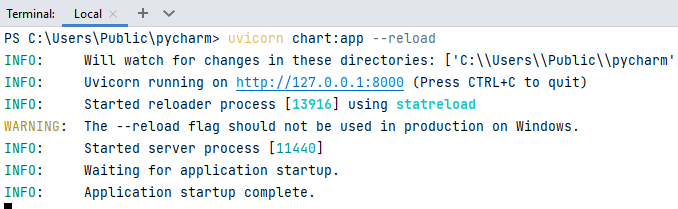 Terminal: Local × + ∨
PS C:\Users\Public\pycharm> uvicorn chart:app --reload
INFO:     Will watch for changes in these directories: ['C:\\Users\\Public\\pycharm'
INFO:     Uvicorn running on http://127.0.0.1:8000 (Press CTRL+C to quit)
INFO:     Started reloader process [13916] using statreload
WARNING:  The --reload flag should not be used in production on Windows.
INFO:     Started server process [11440]
INFO:     Waiting for application startup.
INFO:     Application startup complete.